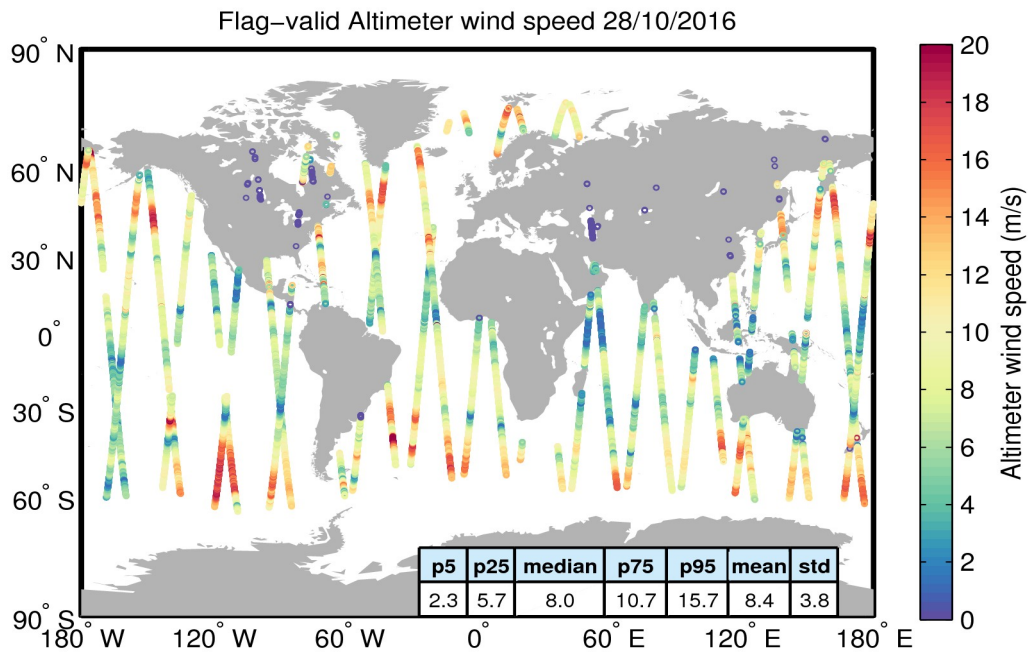 Flag−valid Altimeter wind speed 28/10/2016
90° N
60° N
30° N
0°
30° S
60° S
90° S
180° W
120° W
60° W
0°
60° E
120° E
180° E
p5 p25 median p75 p95 mean std
2.3 5.7 8.0 10.7 15.7 8.4 3.8
20
18
16
14
12
10
8
6
4
2
0
Altimeter wind speed (m/s)